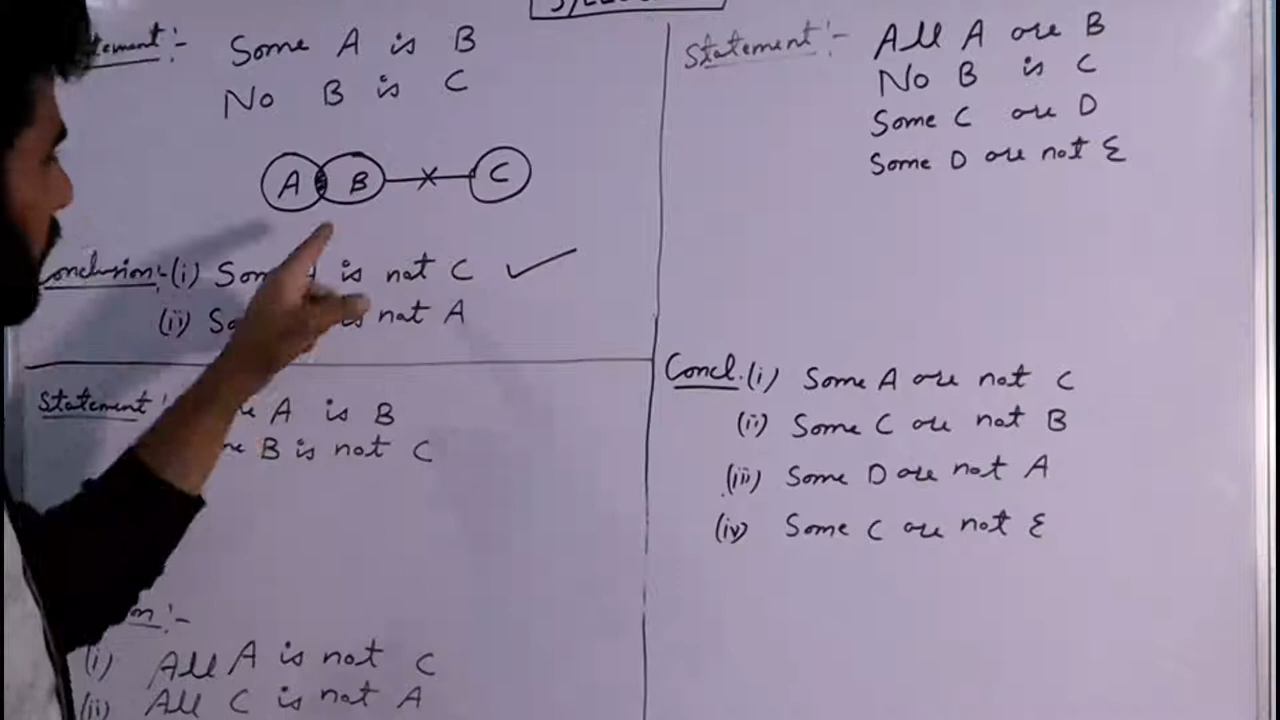 Some A is B
No B is C
A B C
Conclusion:-(i) is not C
(ii) is not A
Statement A is B
B is not C
(i) All A is not C
(ii) All C is not A
Statement:- All A are B
No B is C
Some C are D
Some D are not E
Concl. (i) Some A are not C
(ii) Some C are not B
(iii) Some D are not A
(iv) Some C are not E